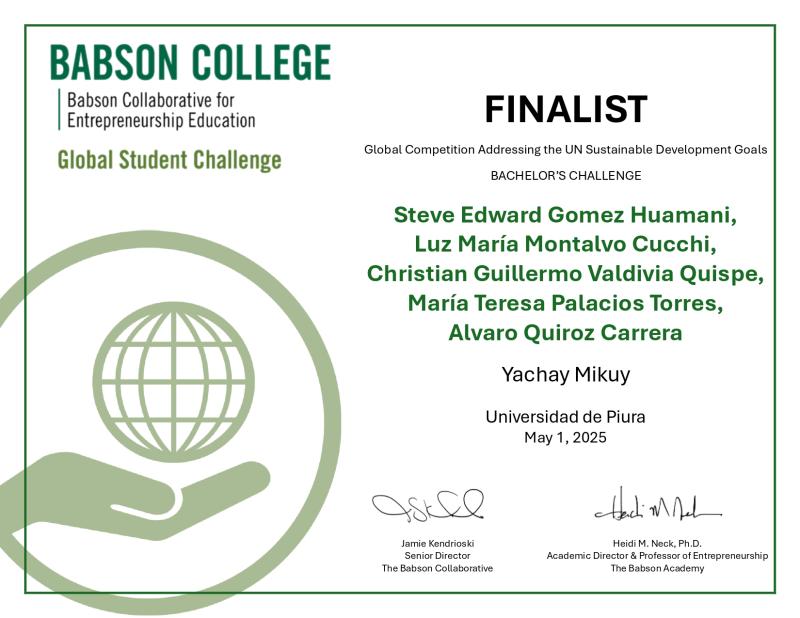 BABSON COLLEGE
Babson Collaborative for
Entrepreneurship Education
Global Student Challenge
FINALIST
Global Competition Addressing the UN Sustainable Development Goals
BACHELOR'S CHALLENGE
Steve Edward Gomez Huamani,
Luz María Montalvo Cucchi,
Christian Guillermo Valdivia Quispe,
María Teresa Palacios Torres,
Alvaro Quiroz Carrera
Yachay Mikuy
Universidad de Piura
May 1, 2025
Jamie Kendrioski
Senior Director
The Babson Collaborative
Heidi M. Neck, Ph.D.
Academic Director & Professor of Entrepreneurship
The Babson Academy